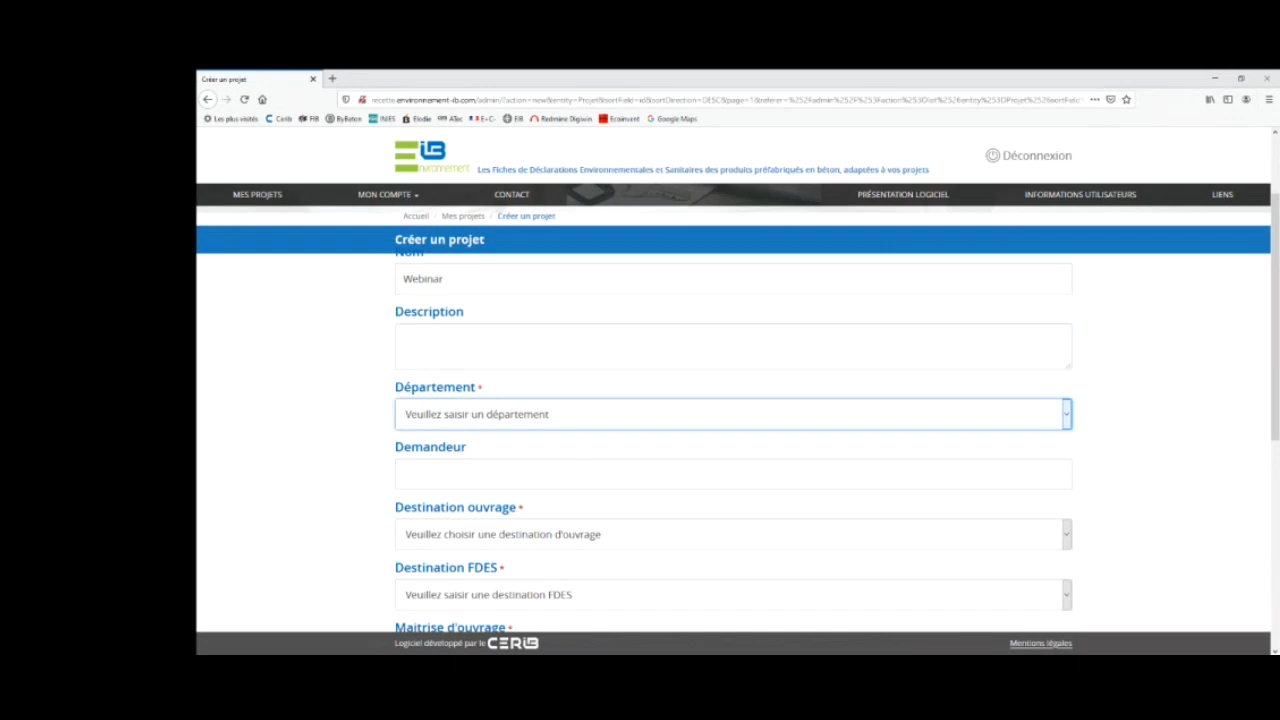 Créer un projet
Les plus visités Cerib FIB ByBeton INIES Elodie ATec E+C- EIB Redmine Digiwin Ecoinvent Google Maps
EIB
environnement
Les Fiches de Déclarations Environnementales et Sanitaires des produits préfabriqués en béton, adaptées à vos projets
Déconnexion
MES PROJETS MON COMPTE CONTACT PRÉSENTATION LOGICIEL INFORMATIONS UTILISATEURS LIENS
Accueil / Mes projets / Créer un projet
Créer un projet
Nom
Webinar
Description
Département *
Veuillez saisir un département
Demandeur
Destination ouvrage *
Veuillez choisir une destination d'ouvrage
Destination FDES *
Veuillez saisir une destination FDES
Maitrise d'ouvrage *
Logiciel développé par le CERIB
Mentions légales